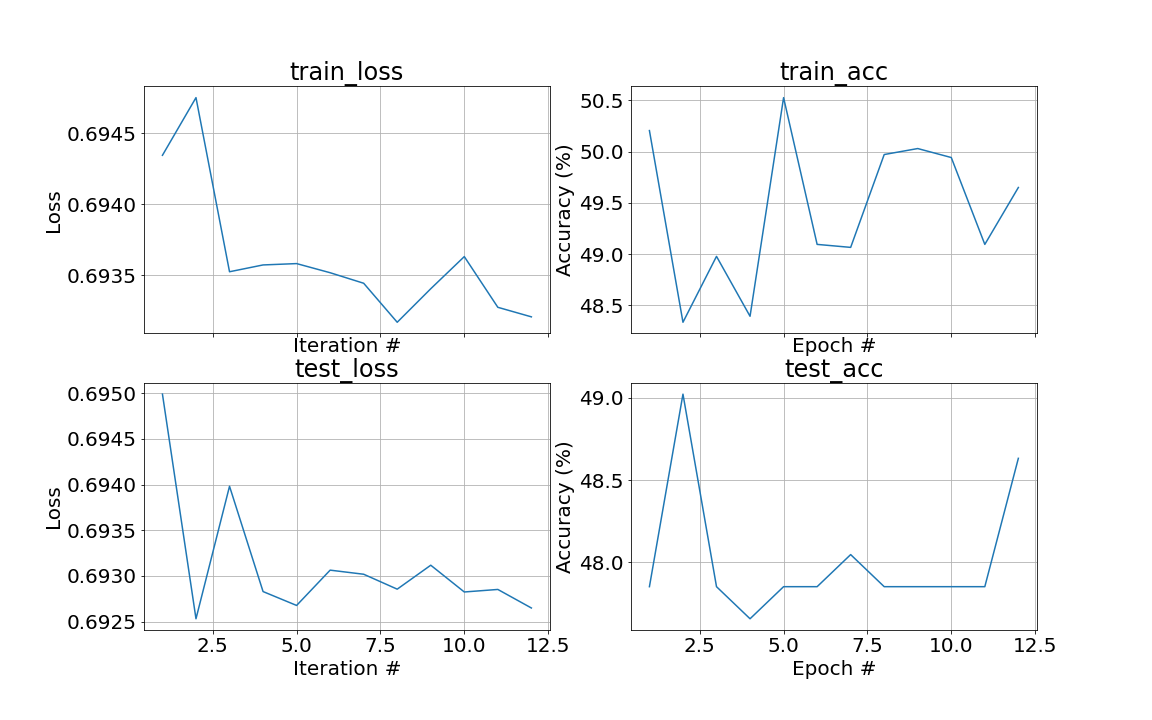 train_loss
0.6945
0.6940
0.6935
Loss
Iteration #
train_acc
50.5
50.0
49.5
49.0
48.5
Accuracy (%)
Epoch #
test_loss
0.6950
0.6945
0.6940
0.6935
0.6930
0.6925
Loss
2.5 5.0 7.5 10.0 12.5
Iteration #
test_acc
49.0
48.5
48.0
Accuracy (%)
2.5 5.0 7.5 10.0 12.5
Epoch #